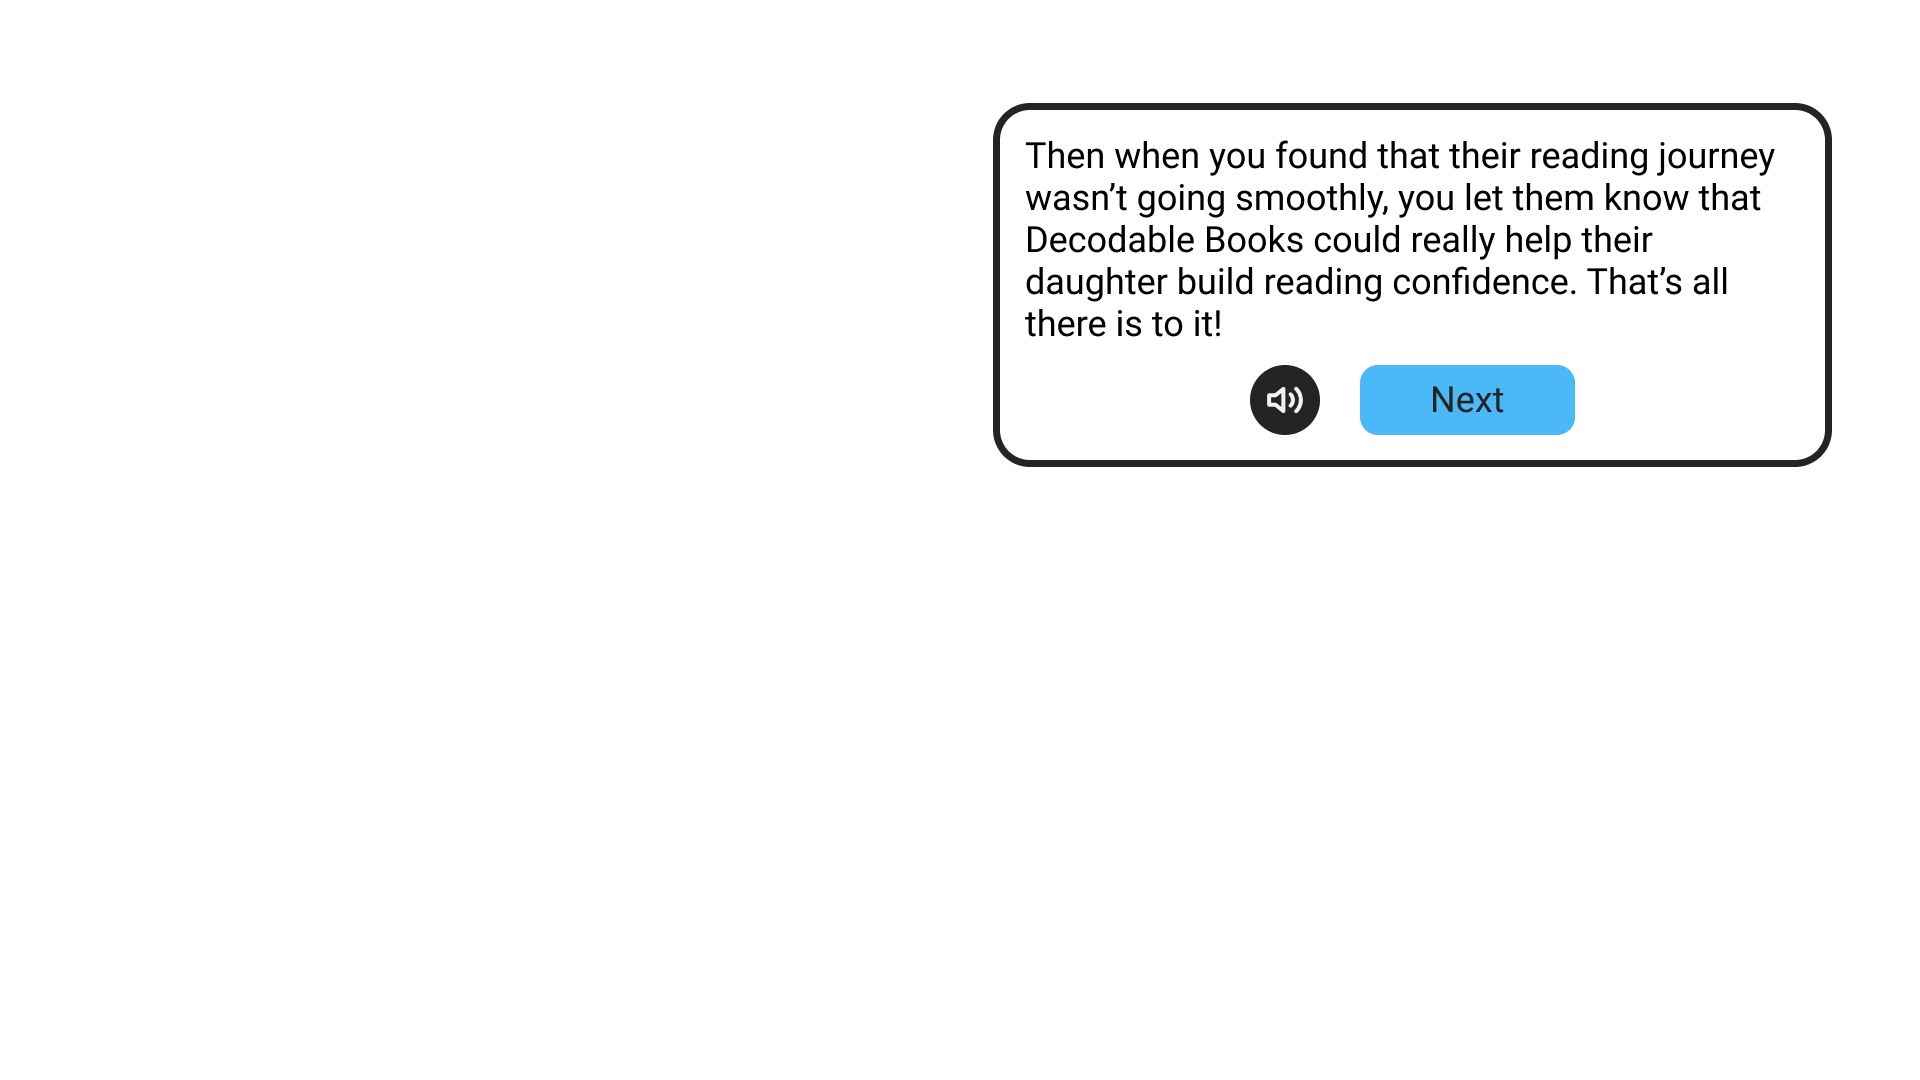 Then when you found that their reading journey
wasn’t going smoothly, you let them know that
Decodable Books could really help their
daughter build reading confidence. That’s all
there is to it!
Next